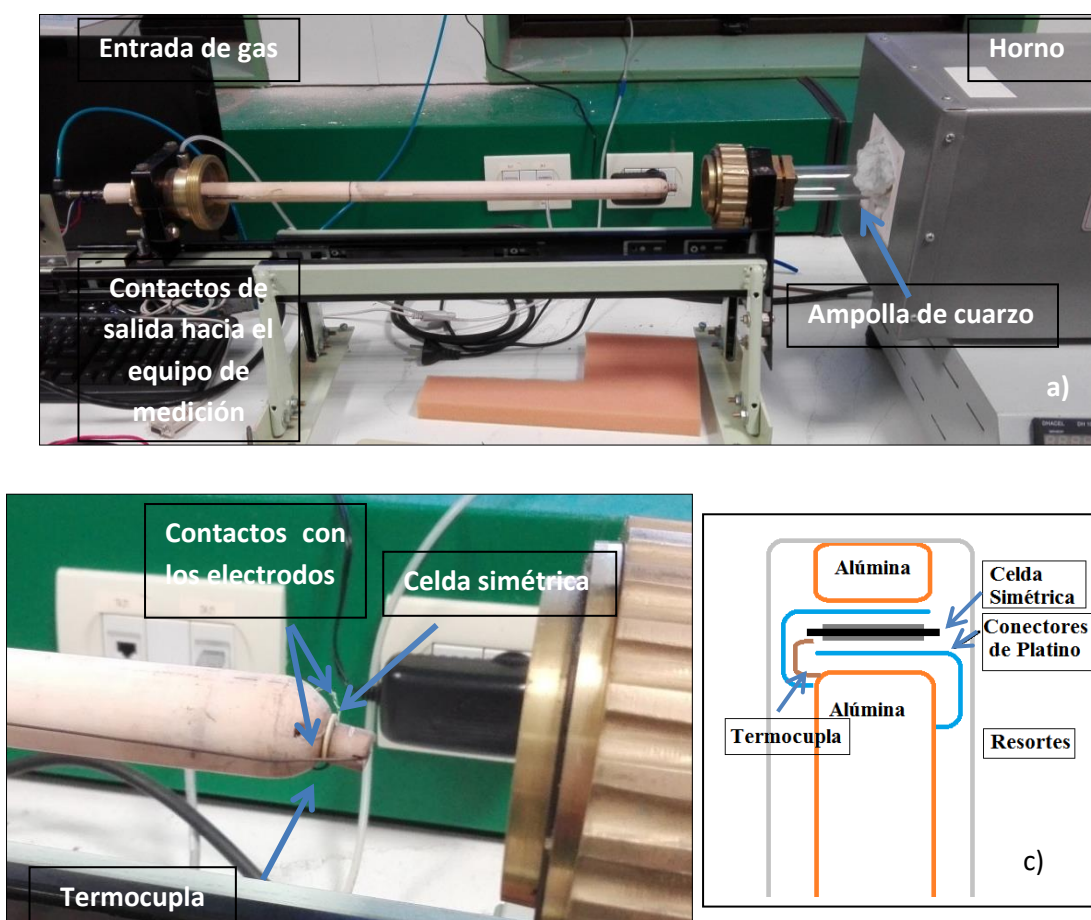 Entrada de gas
Horno
Contactos de
salida hacia el
equipo de
medición
Ampolla de cuarzo
a)
Contactos con
los electrodos
Celda simétrica
Termocupla
Alúmina
Celda
Simétrica
Conectores
de Platino
Alúmina
Termocupla
Resortes
c)